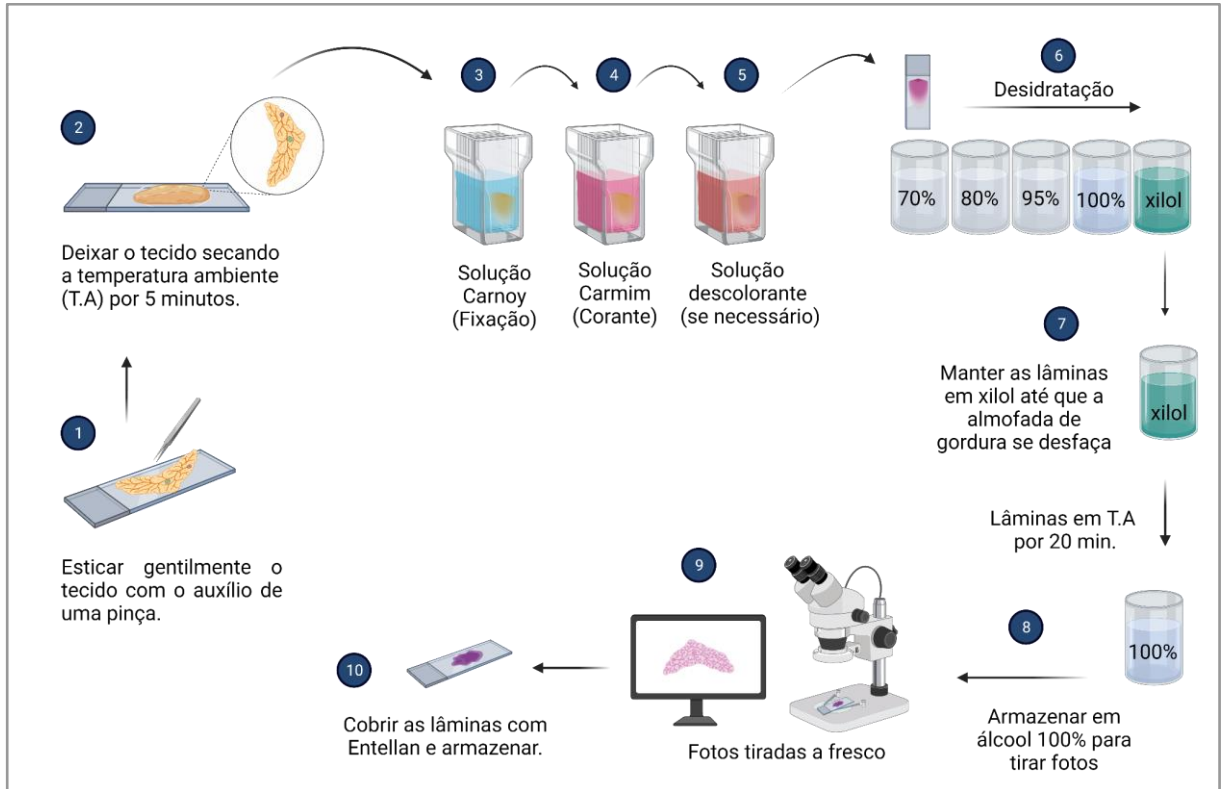 1
Esticar gentilmente o
tecido com o auxílio de
uma pinça.
2
Deixar o tecido secando
a temperatura ambiente
(T.A) por 5 minutos.
3
Solução
Carnoy
(Fixação)
4
Solução
Carmim
(Corante)
5
Solução
descolorante
(se necessário)
6
Desidratação
70%
80%
95%
100%
xilol
7
Manter as lâminas
em xilol até que a
almofada de
gordura se desfaça
xilol
Lâminas em T.A
por 20 min.
8
100%
Armazenar em
álcool 100% para
tirar fotos
9
Fotos tiradas a fresco
10
Cobrir as lâminas com
Entellan e armazenar.